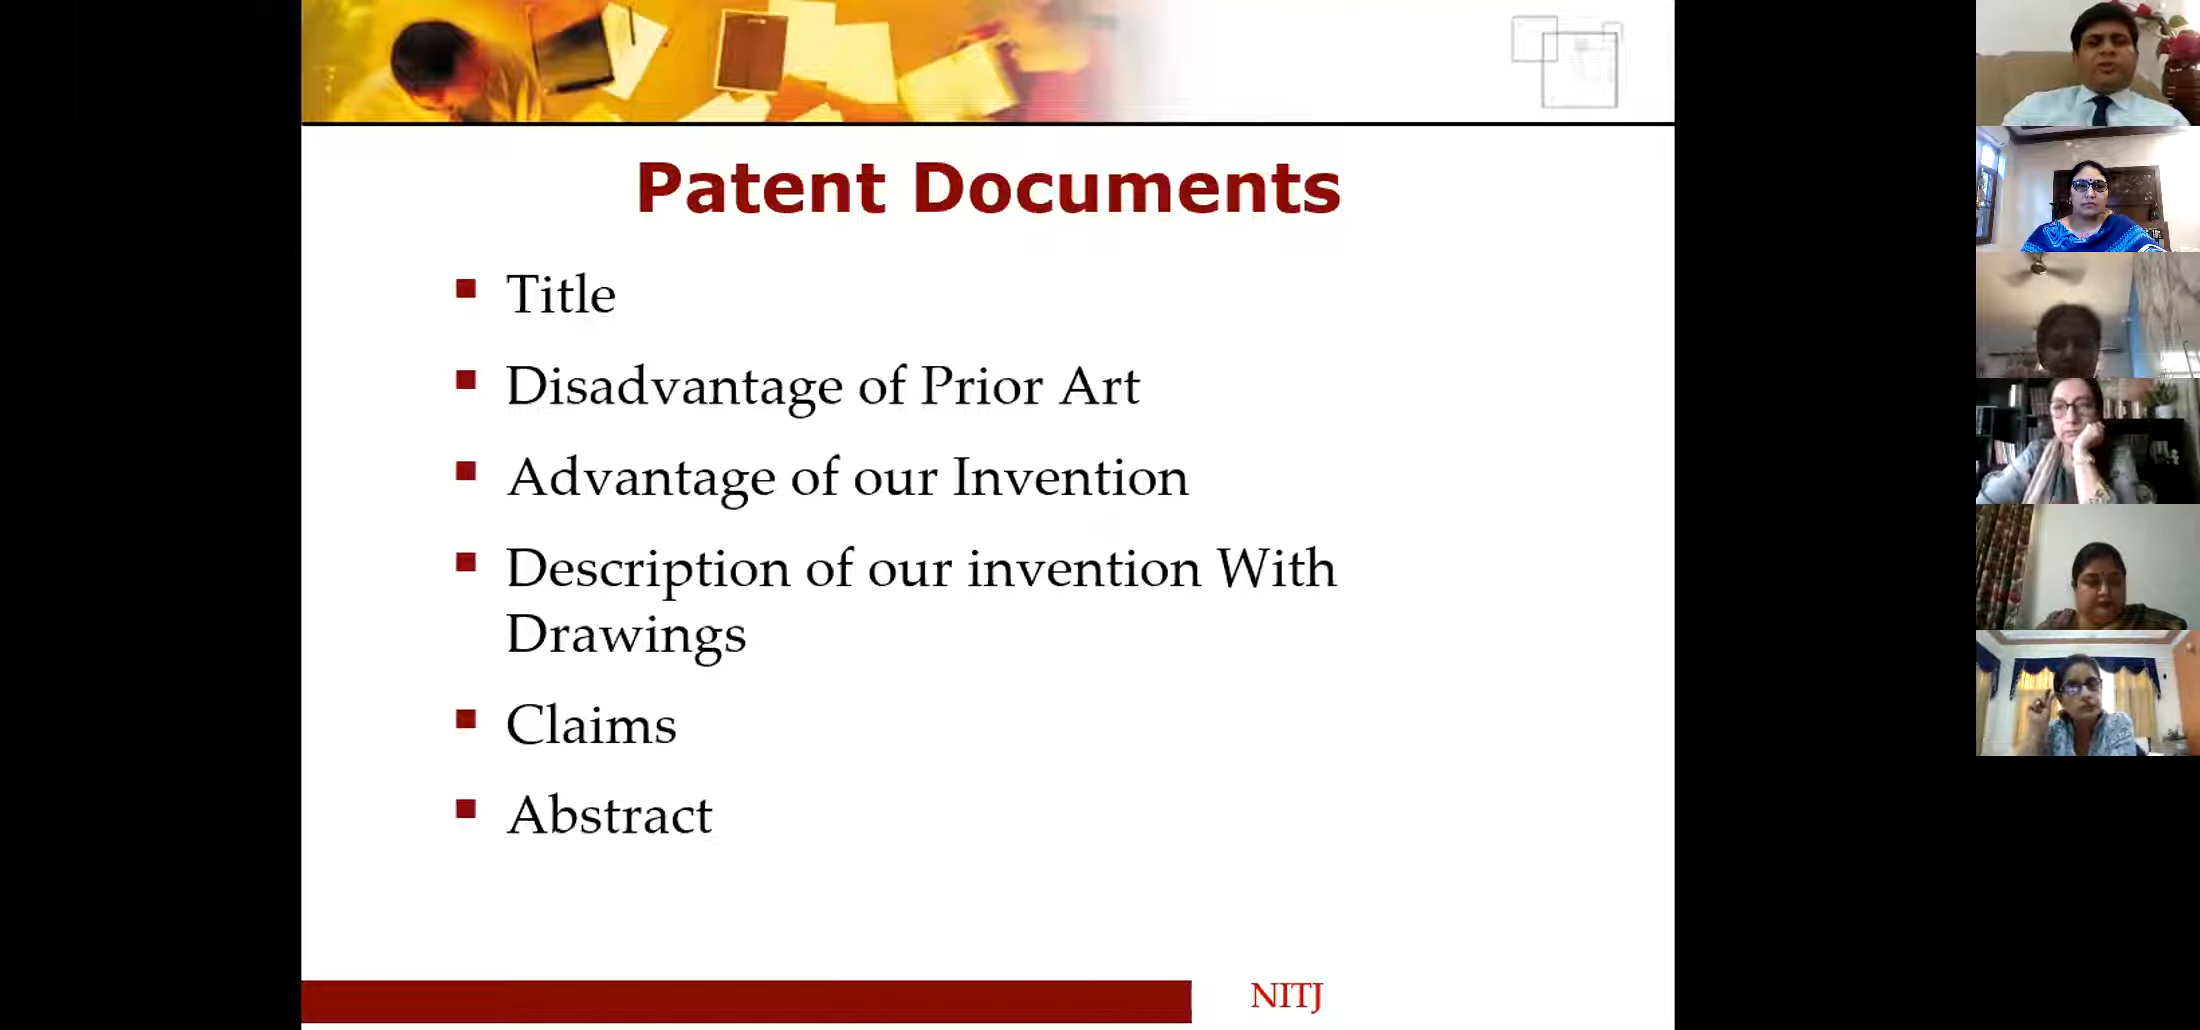 Patent Documents
Title
Disadvantage of Prior Art
Advantage of our Invention
Description of our invention With
Drawings
Claims
Abstract
NITJ